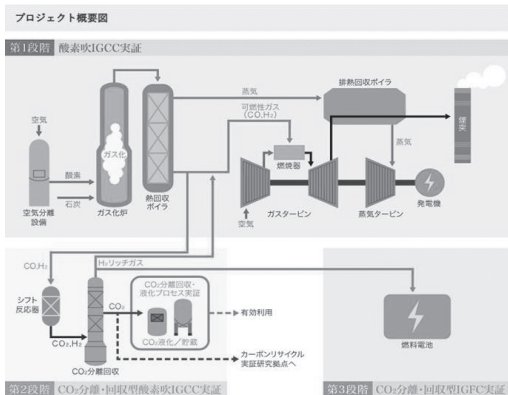 プロジェクト概要図
第1段階 酸素吹IGCC実証
排熱回収ボイラ
蒸気
可燃性ガス
(CO,H₂)
煙突
空気
ガス化
燃焼器
蒸気
酸素
石炭
空気分離
設備
ガス化炉
熱回収
ボイラ
空気
ガスタービン
蒸気タービン
発電機
CO,H₂
H₂リッチガス
CO₂分離回収・
液化プロセス実証
シフト
反応器
CO₂
有効利用
CO₂液化／貯蔵
燃料電池
CO₂,H₂
カーボンリサイクル
実証研究拠点へ
CO₂分離回収
第2段階 CO₂分離・回収型酸素吹IGCC実証
第3段階 CO₂分離・回収型IGFC実証